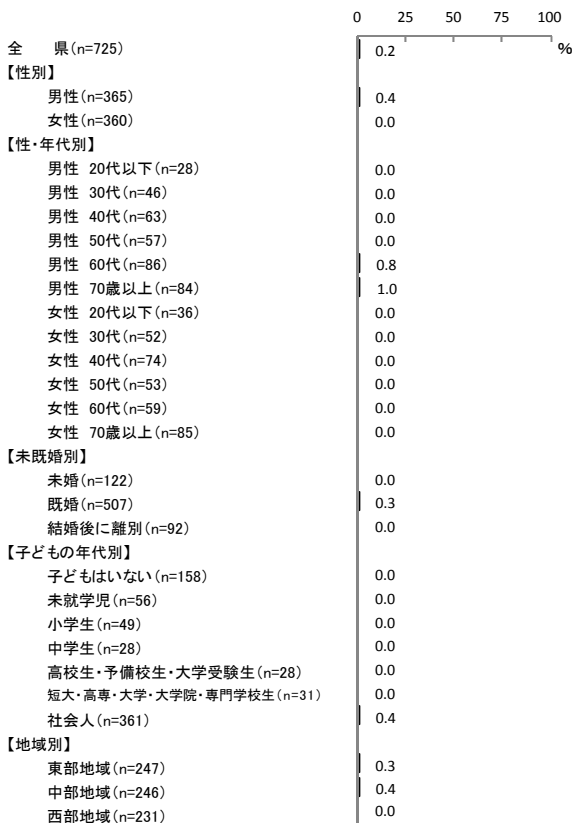 0 25 50 75 100
全　　県(n=725) 0.2 %
【性別】
男性(n=365) 0.4
女性(n=360) 0.0
【性・年代別】
男性 20代以下(n=28) 0.0
男性 30代(n=46) 0.0
男性 40代(n=63) 0.0
男性 50代(n=57) 0.0
男性 60代(n=86) 0.8
男性 70歳以上(n=84) 1.0
女性 20代以下(n=36) 0.0
女性 30代(n=52) 0.0
女性 40代(n=74) 0.0
女性 50代(n=53) 0.0
女性 60代(n=59) 0.0
女性 70歳以上(n=85) 0.0
【未既婚別】
未婚(n=122) 0.0
既婚(n=507) 0.3
結婚後に離別(n=92) 0.0
【子どもの年代別】
子どもはいない(n=158) 0.0
未就学児(n=56) 0.0
小学生(n=49) 0.0
中学生(n=28) 0.0
高校生・予備校生・大学受験生(n=28) 0.0
短大・高専・大学・大学院・専門学校生(n=31) 0.0
社会人(n=361) 0.4
【地域別】
東部地域(n=247) 0.3
中部地域(n=246) 0.4
西部地域(n=231) 0.0